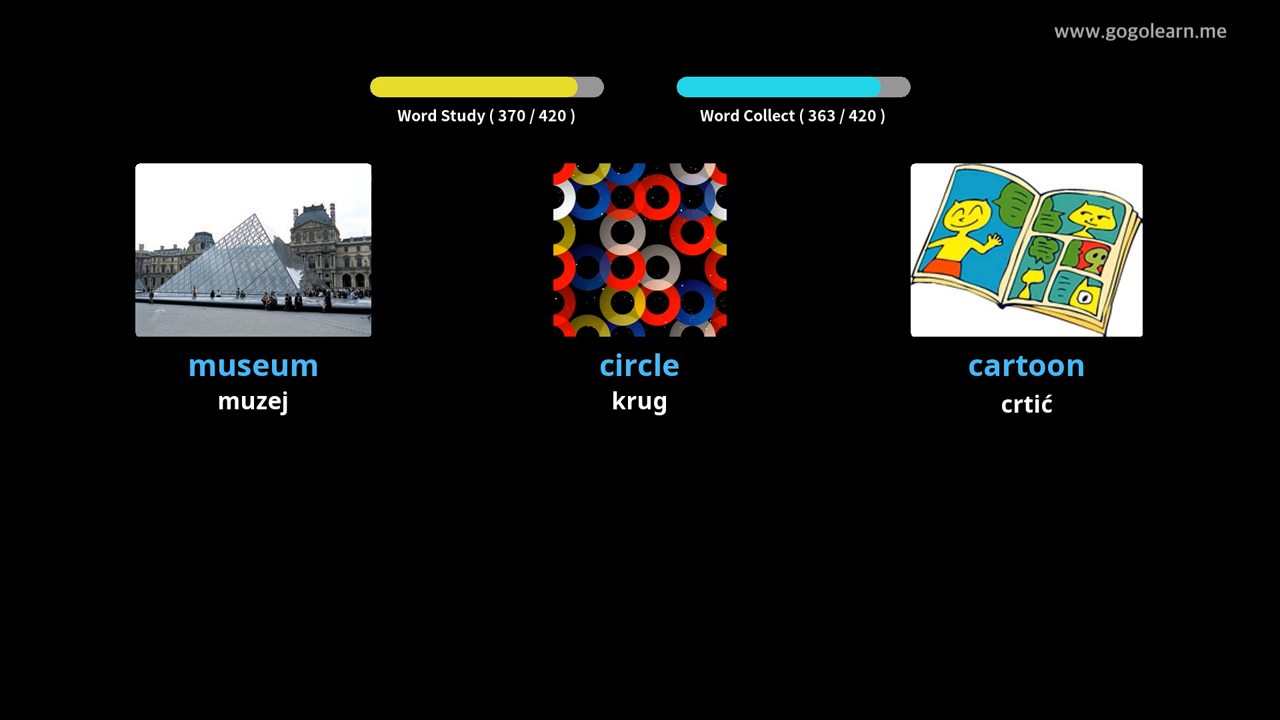 www.gogolearn.me
Word Study ( 370 / 420 )
Word Collect ( 363 / 420 )
museum
circle
cartoon
muzej
krug
crtić